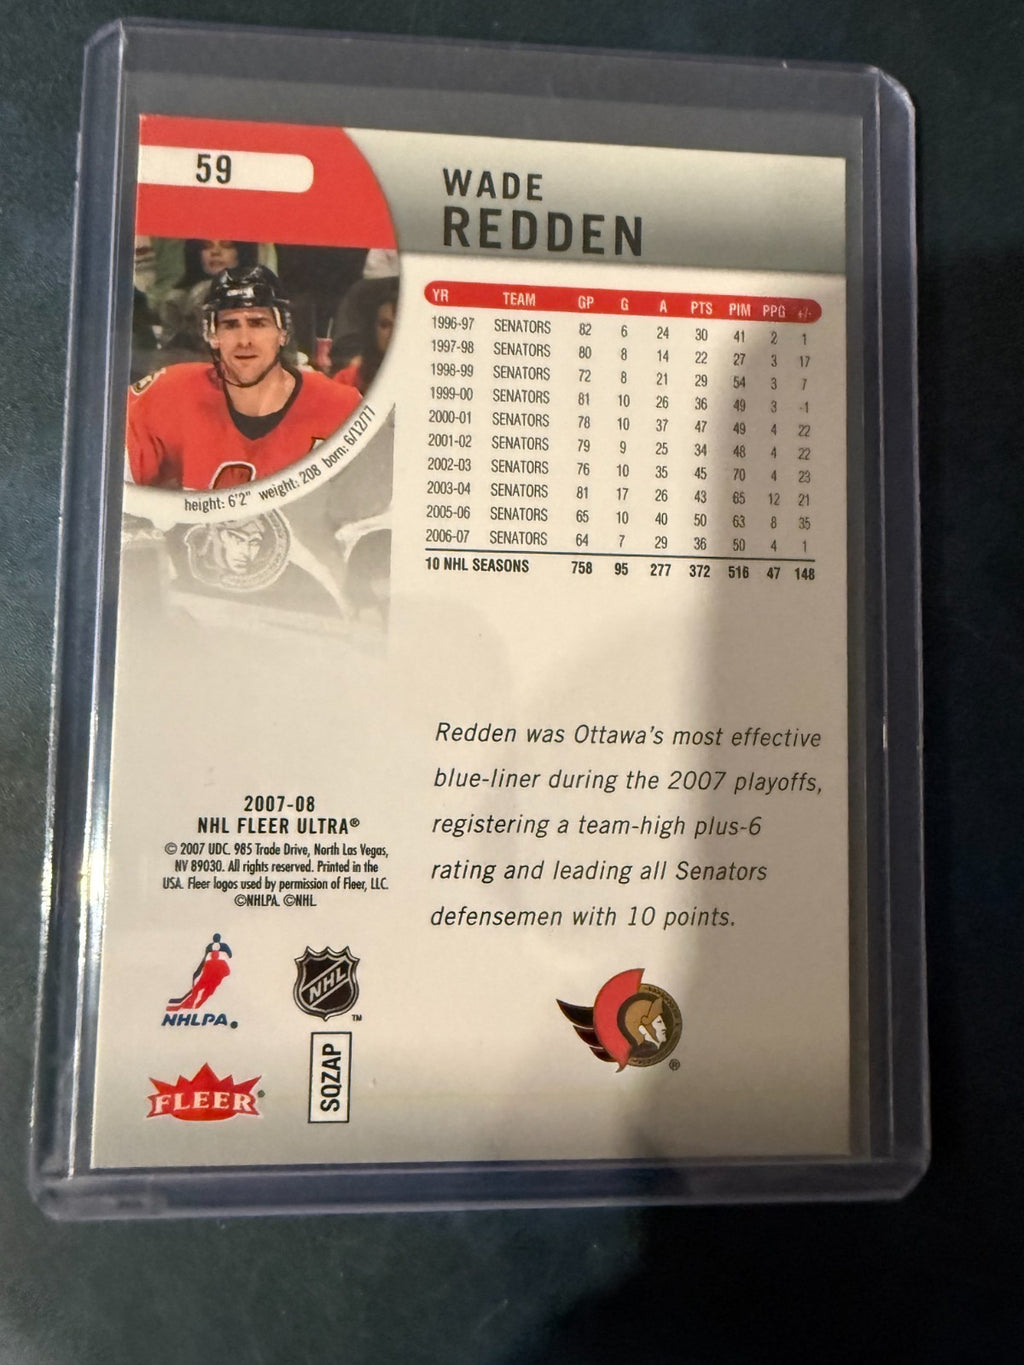 59
WADE
REDDEN
height: 6'2" weight: 208 born: 6/12/77
YR TEAM GP G A PTS PIM PPG +/-
1996-97 SENATORS 82 6 24 30 41 2 1
1997-98 SENATORS 80 8 14 22 27 3 17
1998-99 SENATORS 72 8 21 29 54 3 7
1999-00 SENATORS 81 10 26 36 49 3 -1
2000-01 SENATORS 78 10 37 47 49 4 22
2001-02 SENATORS 79 9 25 34 48 4 22
2002-03 SENATORS 76 10 35 45 70 4 23
2003-04 SENATORS 81 17 26 43 65 12 21
2005-06 SENATORS 65 10 40 50 63 8 35
2006-07 SENATORS 64 7 29 36 50 4 1
10 NHL SEASONS 758 95 277 372 516 47 148
Redden was Ottawa's most effective
blue-liner during the 2007 playoffs,
registering a team-high plus-6
rating and leading all Senators
defensemen with 10 points.
2007-08
NHL FLEER ULTRA®
© 2007 UDC. 985 Trade Drive, North Las Vegas,
NV 89030. All rights reserved. Printed in the
USA. Fleer logos used by permission of Fleer, LLC.
©NHLPA. ©NHL.
NHLPA®
NHL™
FLEER®
SQZAP
®